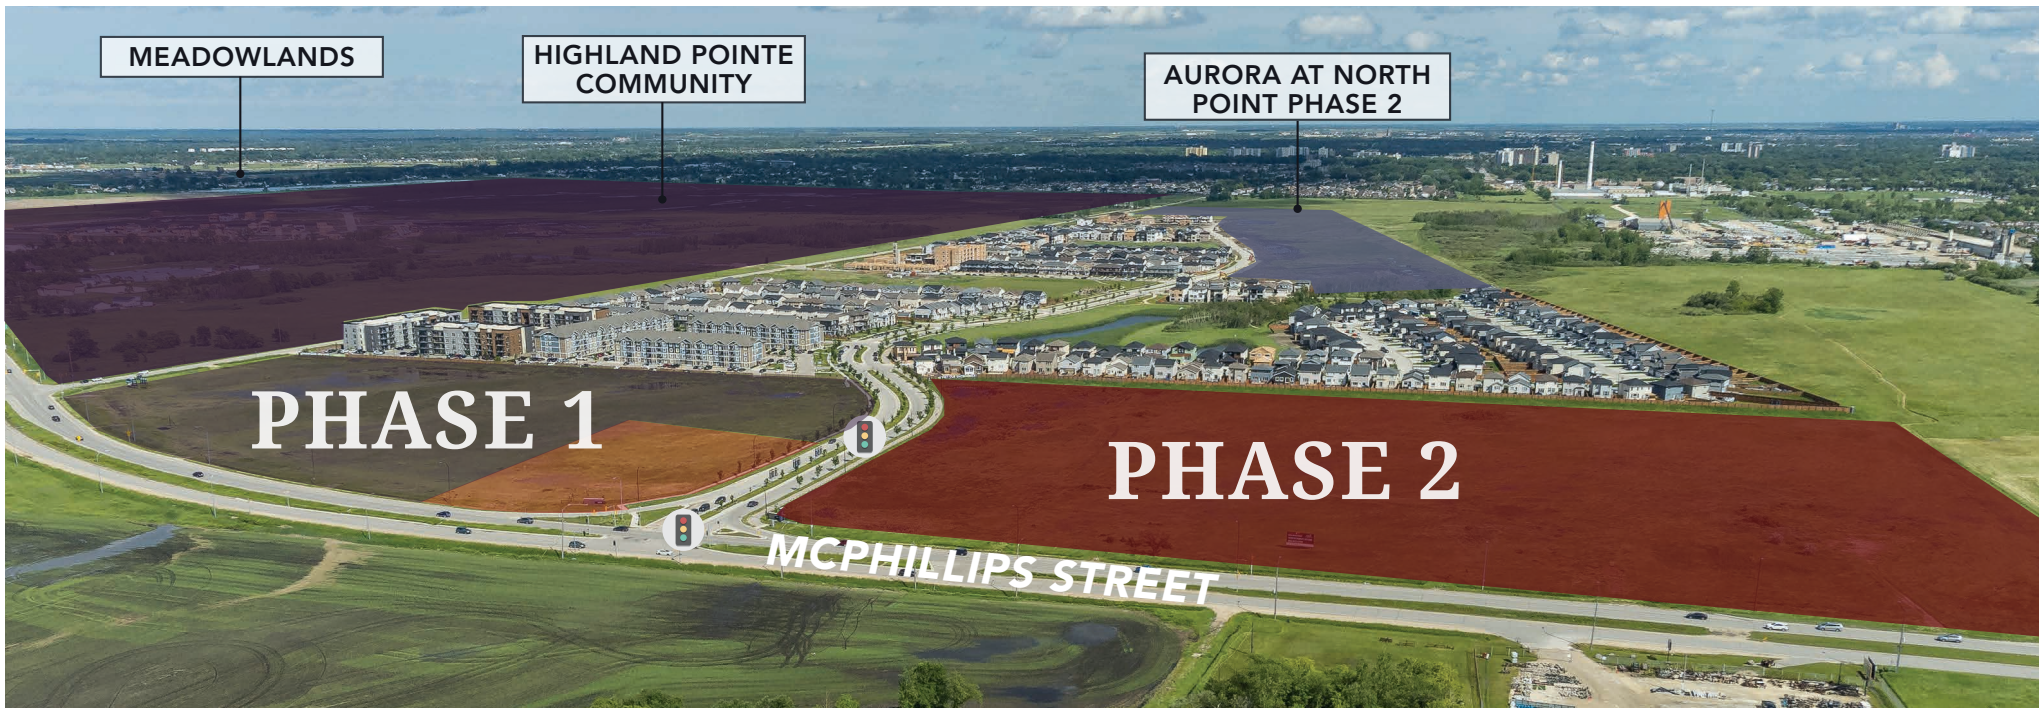 MEADOWLANDS
HIGHLAND POINTE
COMMUNITY
AURORA AT NORTH
POINT PHASE 2
PHASE 1
PHASE 2
MCPHILLIPS STREET